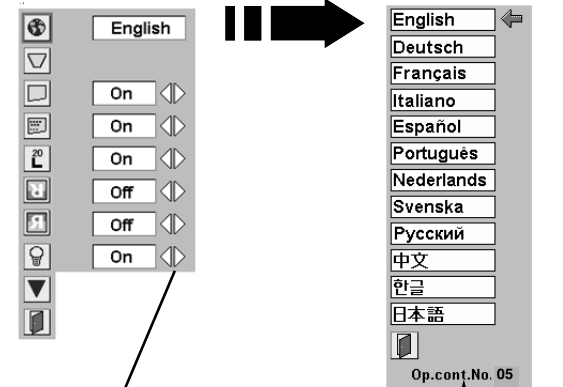 English
On
On
20
L
On
Off
Off
On
English
Deutsch
Français
Italiano
Español
Português
Nederlands
Svenska
Русский
中文
한글
日本語
Op.cont.No. 05